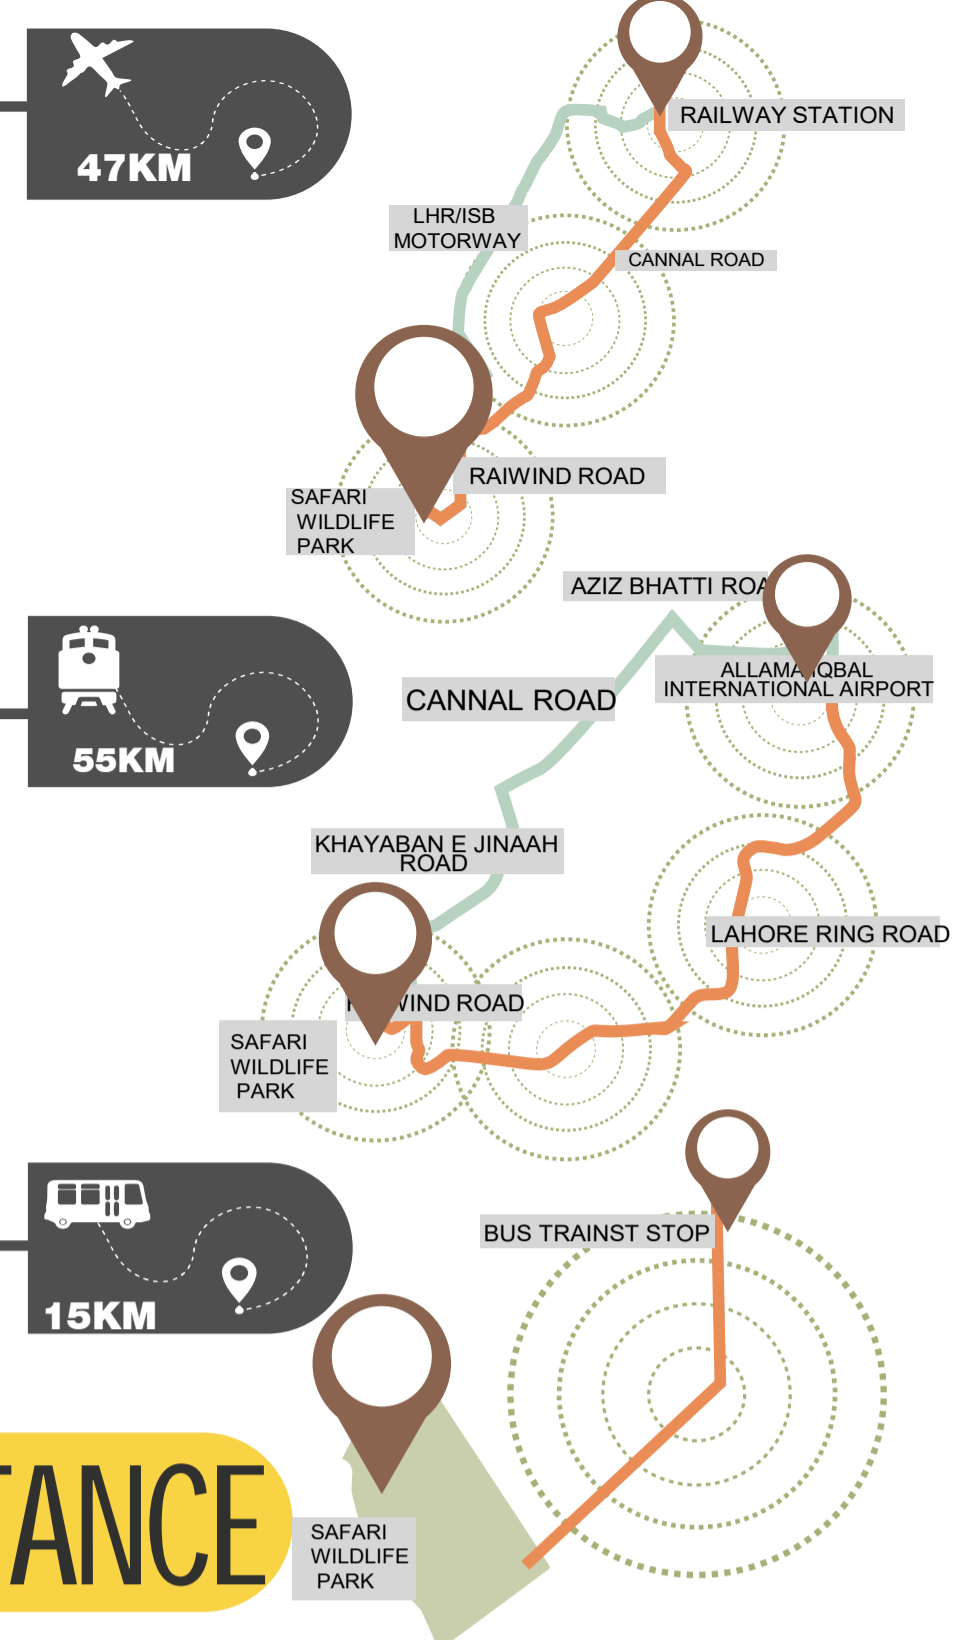 47KM
RAILWAY STATION
LHR/ISB
MOTORWAY
CANNAL ROAD
RAIWIND ROAD
SAFARI
WILDLIFE
PARK
AZIZ BHATTI ROA
ALLAMA IQBAL
INTERNATIONAL AIRPORT
CANNAL ROAD
55KM
KHAYABAN E JINAAH
ROAD
LAHORE RING ROAD
WIND ROAD
SAFARI
WILDLIFE
PARK
BUS TRAINST STOP
15KM
TANCE
SAFARI
WILDLIFE
PARK